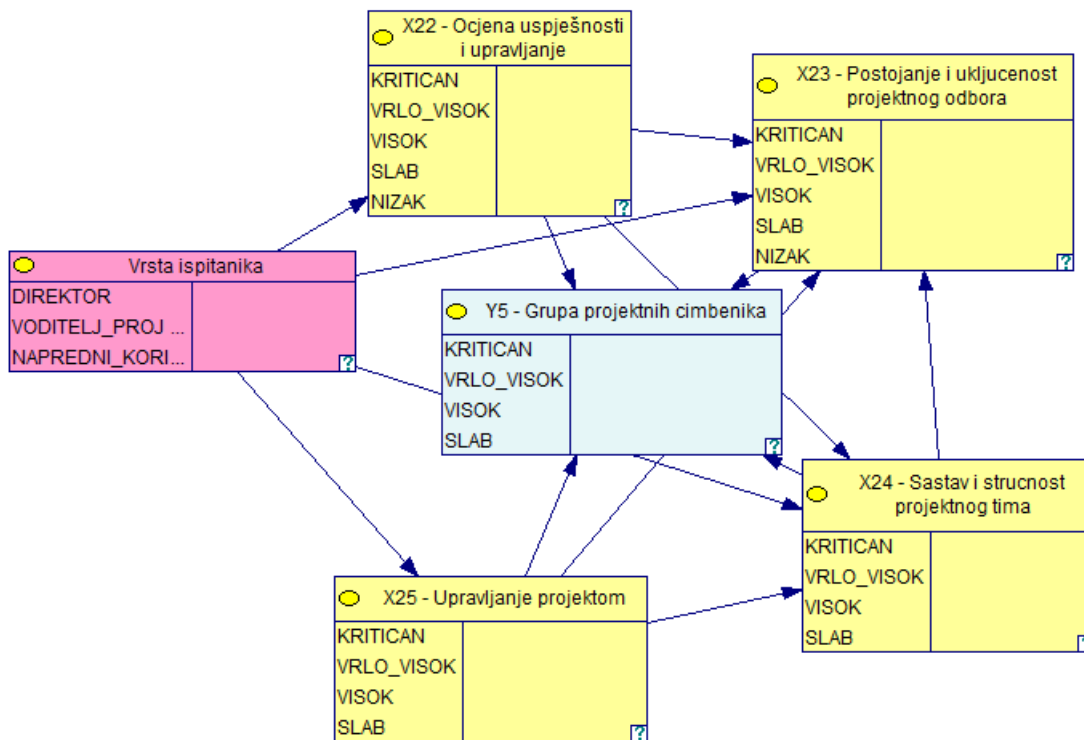 X22 - Ocjena uspješnosti
i upravljanje
KRITICAN
VRLO_VISOK
VISOK
SLAB
NIZAK
?
X23 - Postojanje i ukljucenost
projektnog odbora
KRITICAN
VRLO_VISOK
VISOK
SLAB
NIZAK
?
Vrsta ispitanika
DIREKTOR
VODITELJ_PROJ ...
NAPREDNI_KORI...
?
Y5 - Grupa projektnih cimbenika
KRITICAN
VRLO_VISOK
VISOK
SLAB
?
X24 - Sastav i strucnost
projektnog tima
KRITICAN
VRLO_VISOK
VISOK
SLAB
?
X25 - Upravljanje projektom
KRITICAN
VRLO_VISOK
VISOK
SLAB
?